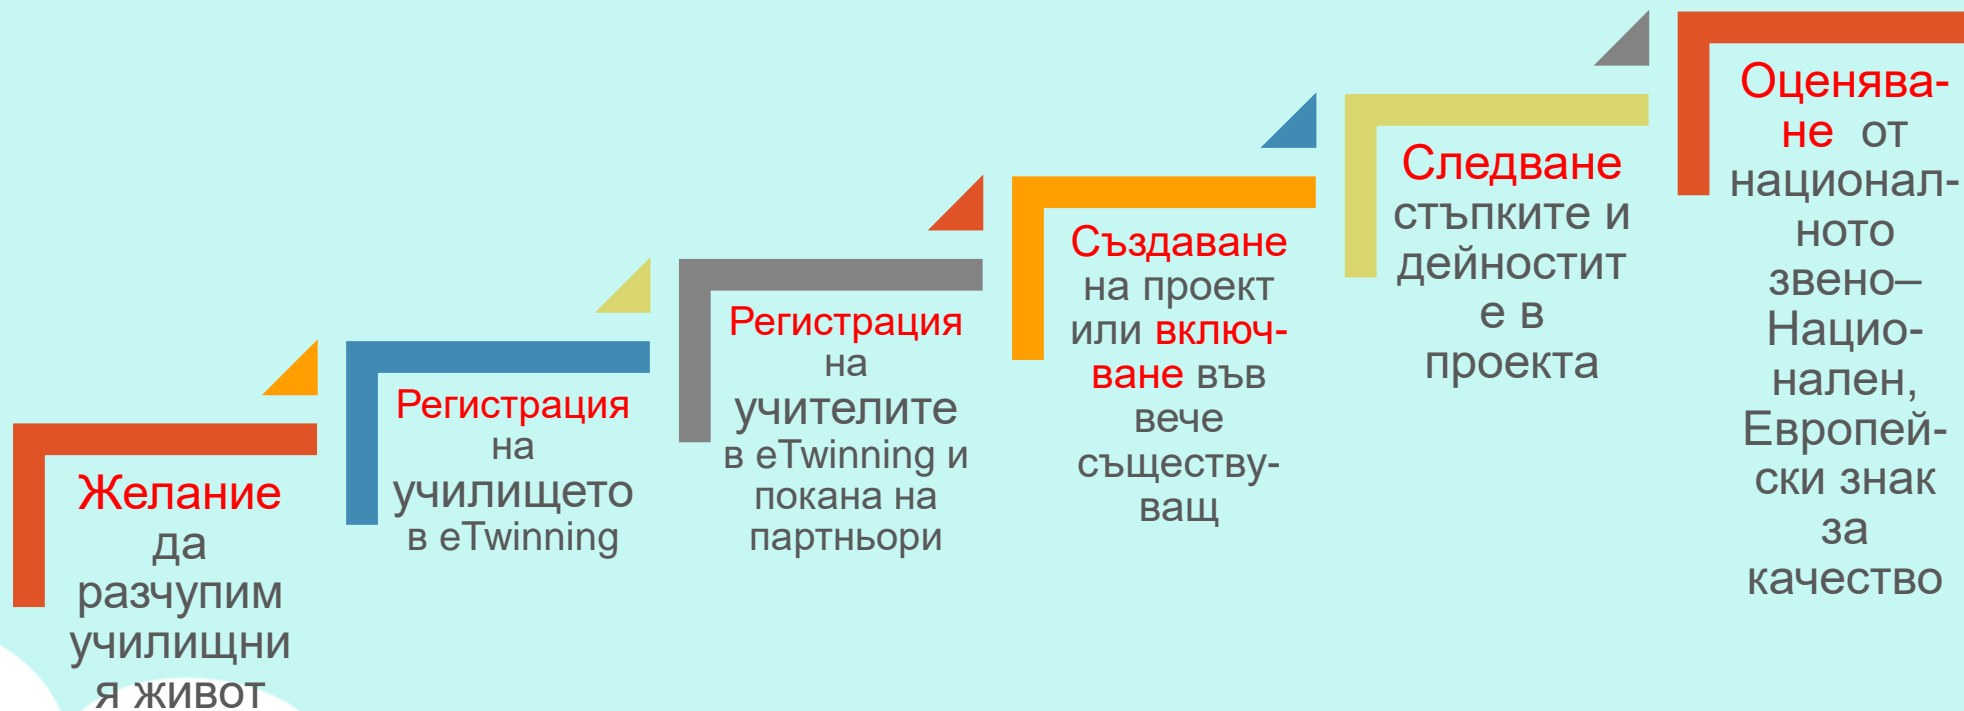 Желание
да
разчупим
училищни
я живот
Регистрация
на
училището
в eTwinning
Регистрация
на
учителите
в eTwinning и
покана на
партньори
Създаване
на проект
или включ-
ване във
вече
съществу-
ващ
Следване
стъпките и
дейностит
е в
проекта
Оценява-
не от
национал-
ното
звено–
Нацио-
нален,
Европей-
ски знак
за
качество